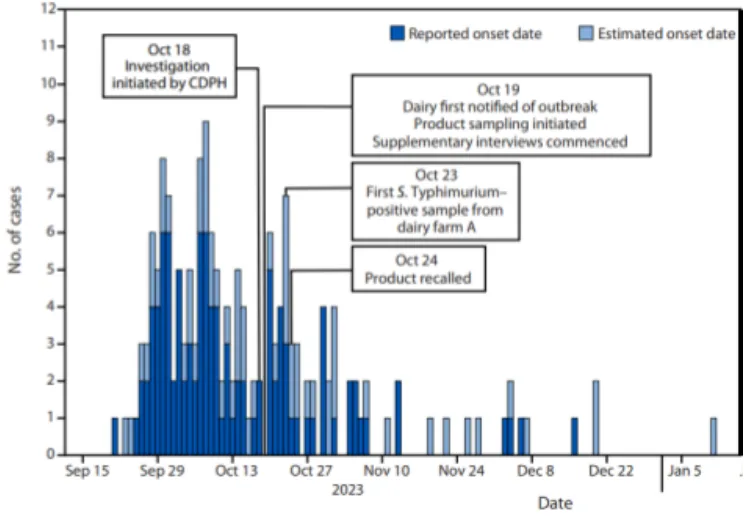 12
11
10
9
8
7
6
5
4
3
2
1
0
No. of cases
Reported onset date
Estimated onset date
Oct 18
Investigation
initiated by CDPH
Oct 19
Dairy first notified of outbreak
Product sampling initiated
Supplementary interviews commenced
Oct 23
First S. Typhimurium–
positive sample from
dairy farm A
Oct 24
Product recalled
Sep 15 Sep 29 Oct 13 Oct 27 Nov 10 Nov 24 Dec 8 Dec 22 Jan 5
2023
Date